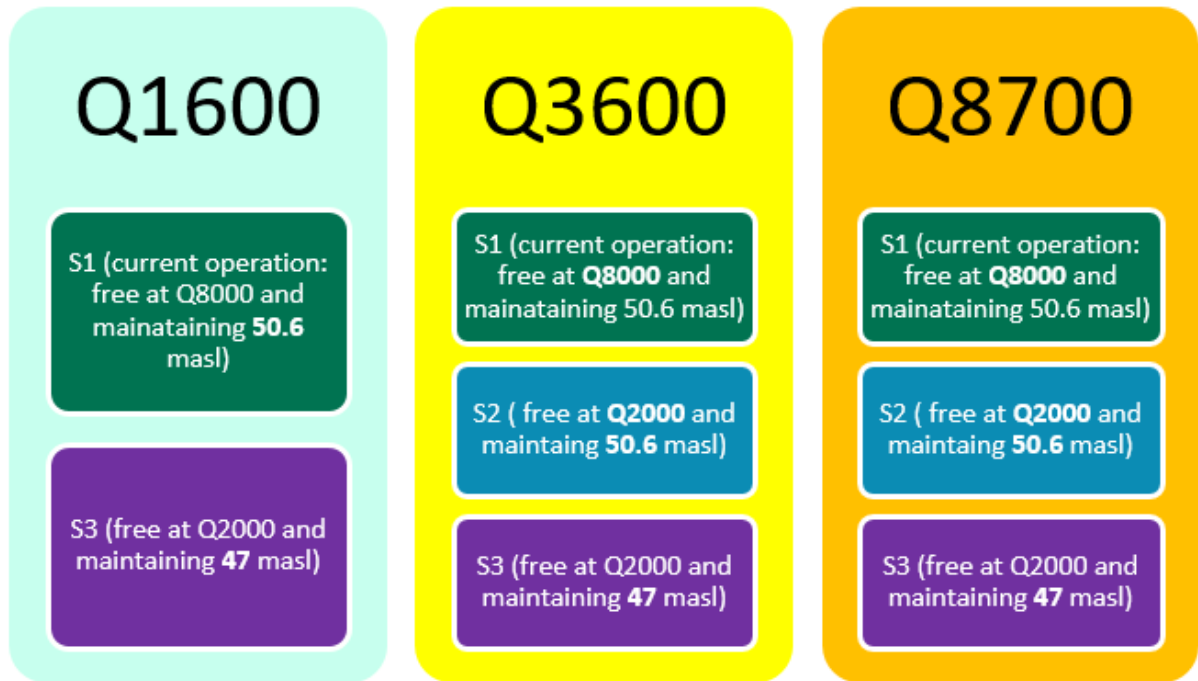 Q1600
S1 (current operation:
free at Q8000 and
mainataining 50.6
masl)
S3 (free at Q2000 and
maintaining 47 masl)
Q3600
S1 (current operation:
free at Q8000 and
mainataining 50.6 masl)
S2 ( free at Q2000 and
maintaing 50.6 masl)
S3 (free at Q2000 and
maintaining 47 masl)
Q8700
S1 (current operation:
free at Q8000 and
mainataining 50.6 masl)
S2 ( free at Q2000 and
maintaing 50.6 masl)
S3 (free at Q2000 and
maintaining 47 masl)